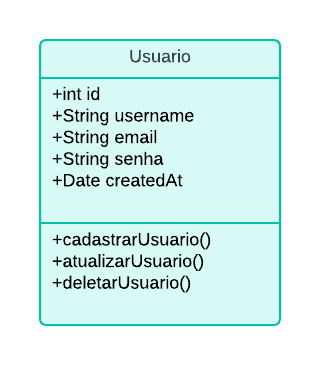 Usuario
+int id
+String username
+String email
+String senha
+Date createdAt
+cadastrarUsuario()
+atualizarUsuario()
+deletarUsuario()